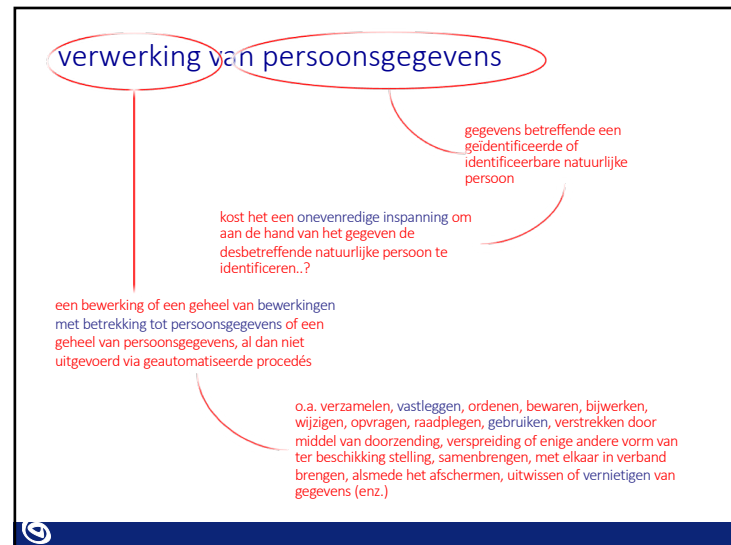 verwerking van persoonsgegevens
gegevens betreffende een
geïdentificeerde of
identificeerbare natuurlijke
persoon
kost het een onevenredige inspanning om
aan de hand van het gegeven de
desbetreffende natuurlijke persoon te
identificeren..?
een bewerking of een geheel van bewerkingen
met betrekking tot persoonsgegevens of een
geheel van persoonsgegevens, al dan niet
uitgevoerd via geautomatiseerde procedés
o.a. verzamelen, vastleggen, ordenen, bewaren, bijwerken,
wijzigen, opvragen, raadplegen, gebruiken, verstrekken door
middel van doorzending, verspreiding of enige andere vorm van
ter beschikking stelling, samenbrengen, met elkaar in verband
brengen, alsmede het afschermen, uitwissen of vernietigen van
gegevens (enz.)